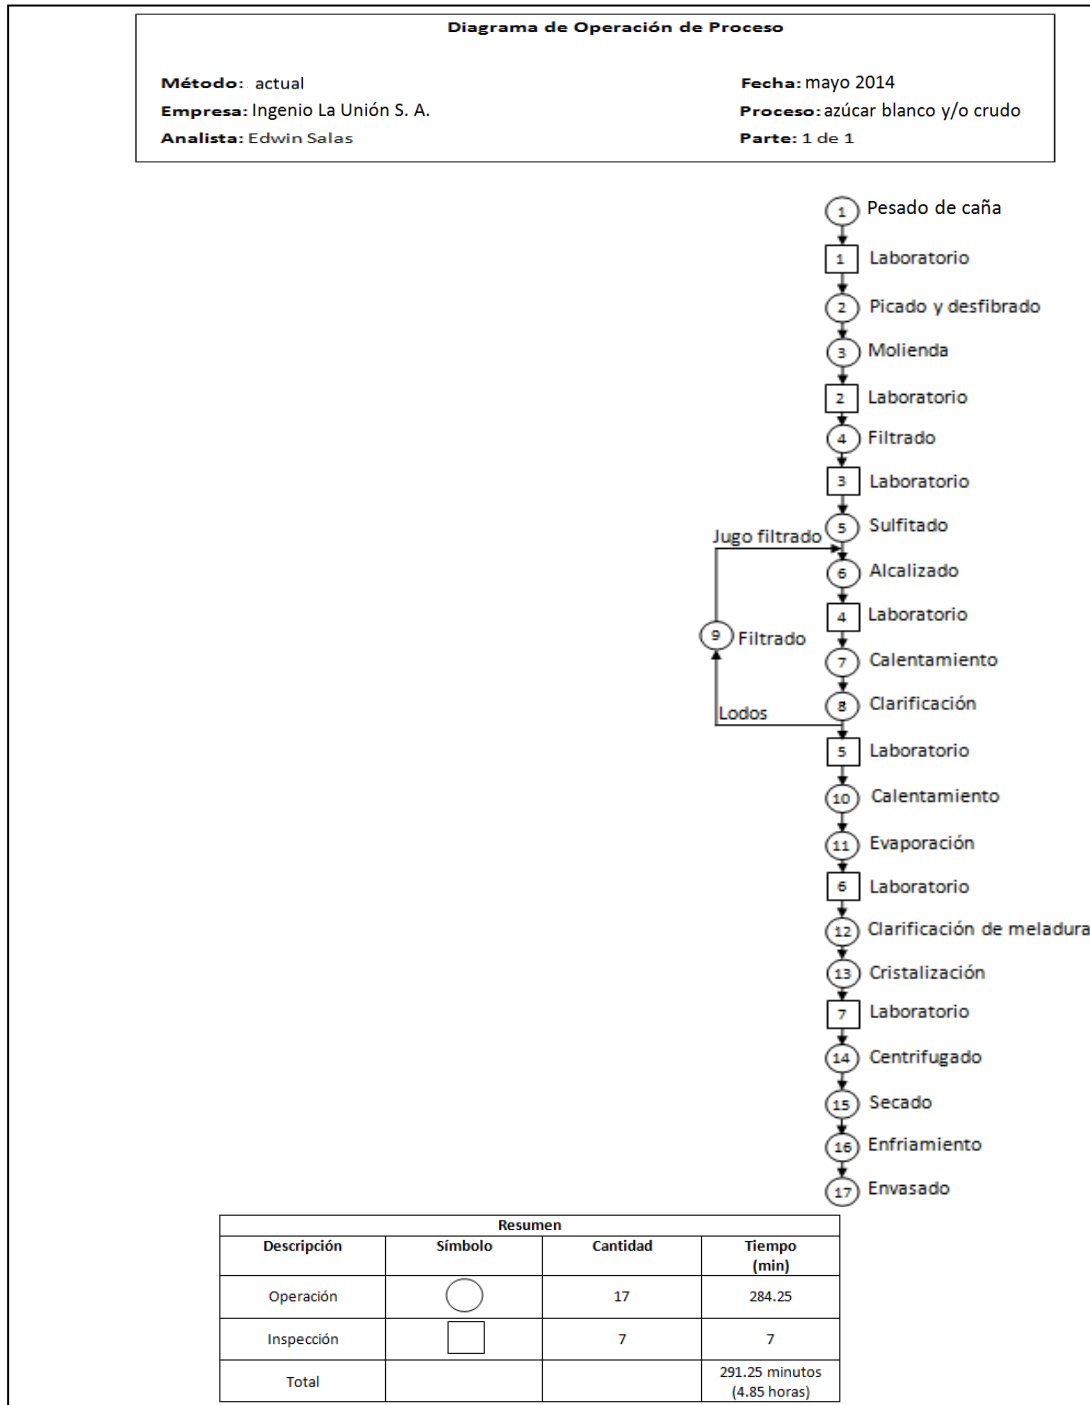 Diagrama de Operación de Proceso
Método: actual
Fecha: mayo 2014
Empresa: Ingenio La Unión S. A.
Proceso: azúcar blanco y/o crudo
Analista: Edwin Salas
Parte: 1 de 1
1 Pesado de caña
1 Laboratorio
2 Picado y desfibrado
3 Molienda
2 Laboratorio
4 Filtrado
3 Laboratorio
5 Sulfitado
Jugo filtrado
6 Alcalizado
4 Laboratorio
9 Filtrado
7 Calentamiento
8 Clarificación
Lodos
5 Laboratorio
10 Calentamiento
11 Evaporación
6 Laboratorio
12 Clarificación de meladura
13 Cristalización
7 Laboratorio
14 Centrifugado
15 Secado
16 Enfriamiento
17 Envasado
Resumen
Descripción Símbolo Cantidad Tiempo
(min)
Operación 17 284.25
Inspección 7 7
Total 291.25 minutos
(4.85 horas)